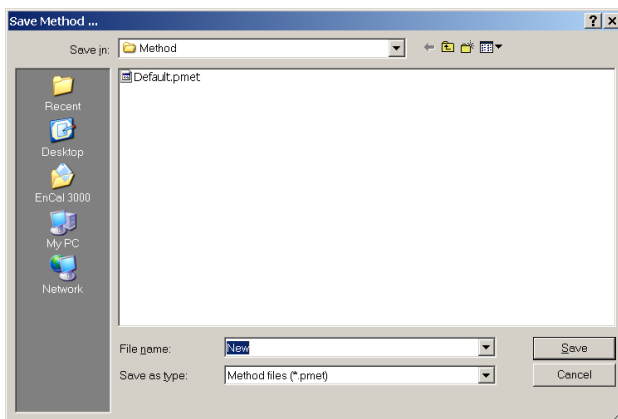 Save Method ...
Save in: Method
Default.pmet
Recent
Desktop
EnCal 3000
My PC
Network
File name: New Save
Save as type: Method files (*.pmet) Cancel